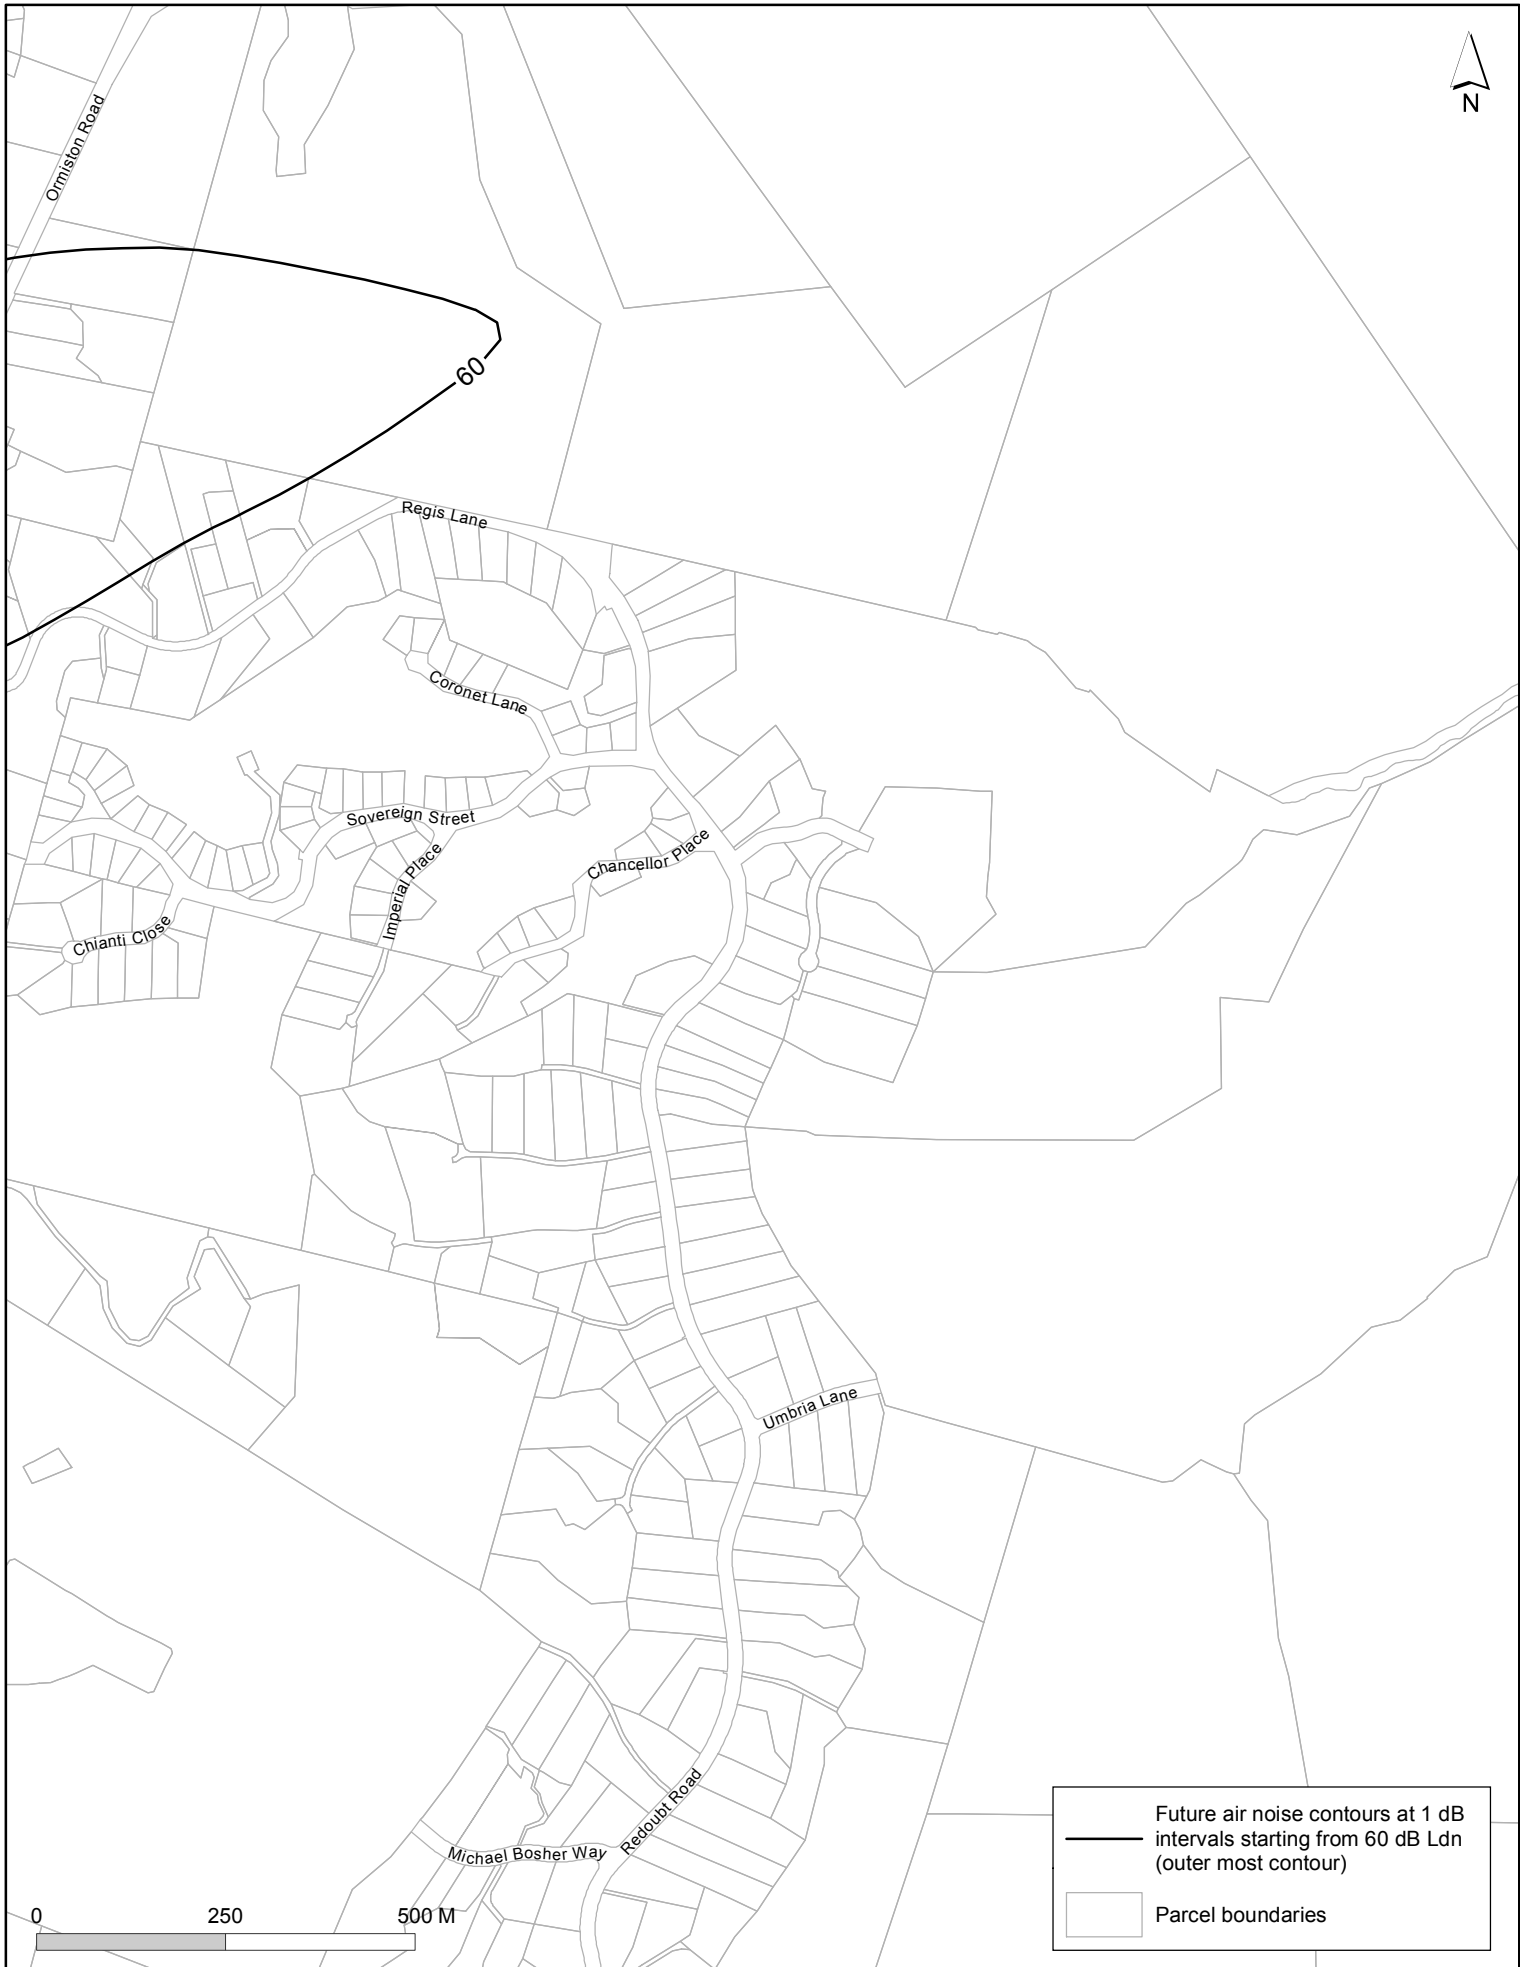 N
Ormiston Road
60
Regis Lane
Coronet Lane
Sovereign Street
Imperial Place
Chancellor Place
Chianti Close
Umbria Lane
Redoubt Road
Michael Bosher Way
Future air noise contours at 1 dB
intervals starting from 60 dB Ldn
(outer most contour)
Parcel boundaries
0 250 500 M